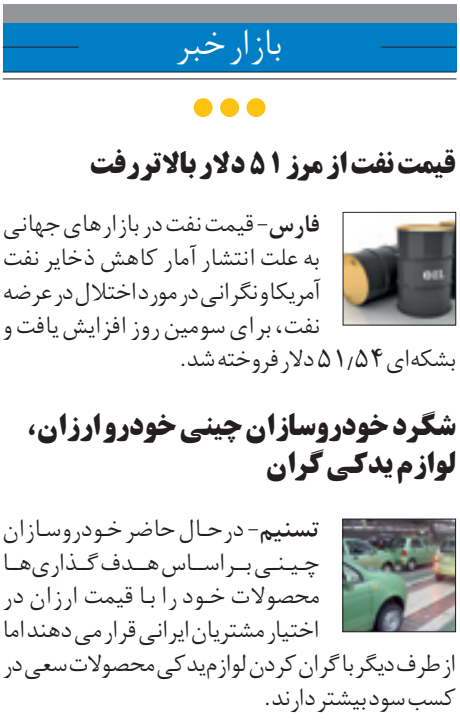 بازار خبر
قیمت نفت از مرز ۵۱ دلار بالاتر رفت
فارس- قیمت نفت در بازارهای جهانی
به علت انتشار آمار کاهش ذخایر نفت
آمریکا و نگرانی در مورد اختلال در عرضه
نفت، برای سومین روز افزایش یافت و
بشکه‌ای ۵۱٫۵۴ دلار فروخته شد.
OIL
شگرد خودروسازان چینی خودرو ارزان،
لوازم یدکی گران
تسنیم- در حال حاضر خودروسازان
چینی بر اساس هدف گذاری‌ها
محصولات خود را با قیمت ارزان در
اختیار مشتریان ایرانی قرار می دهند اما
از طرف دیگر با گران کردن لوازم‌یدکی محصولات سعی در
کسب سود بیشتر دارند.